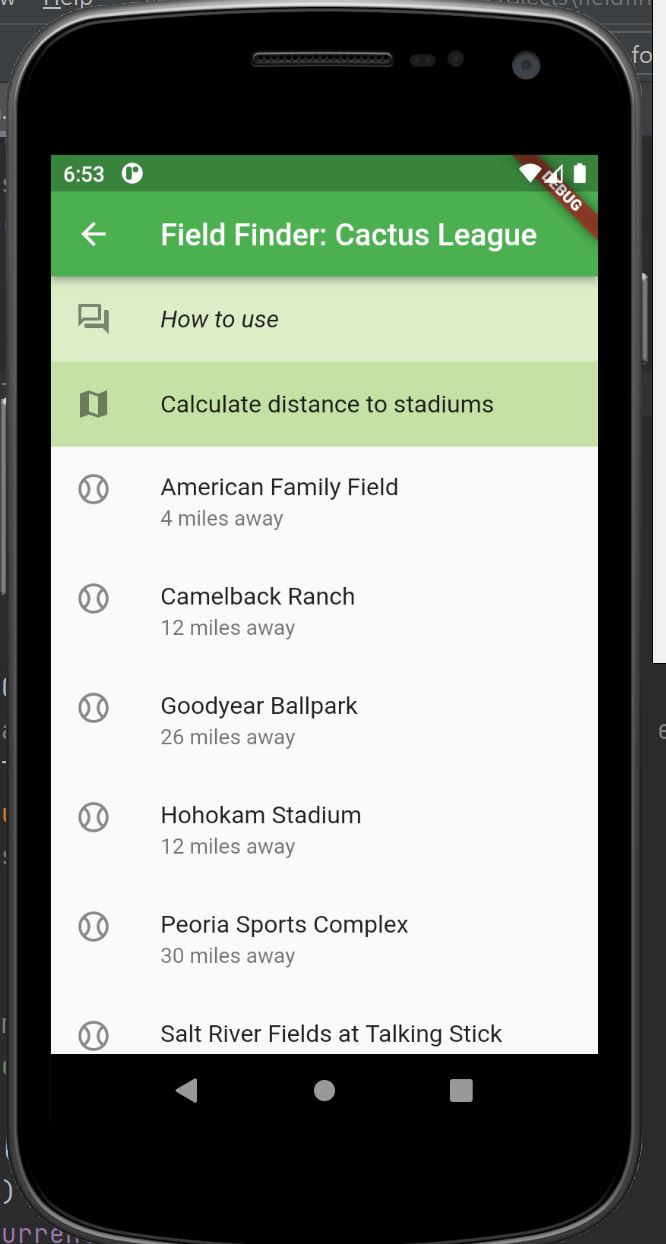 Help
fo
6:53
DEBUG
Field Finder: Cactus League
How to use
Calculate distance to stadiums
American Family Field
4 miles away
Camelback Ranch
12 miles away
Goodyear Ballpark
26 miles away
Hohokam Stadium
12 miles away
Peoria Sports Complex
30 miles away
Salt River Fields at Talking Stick
)